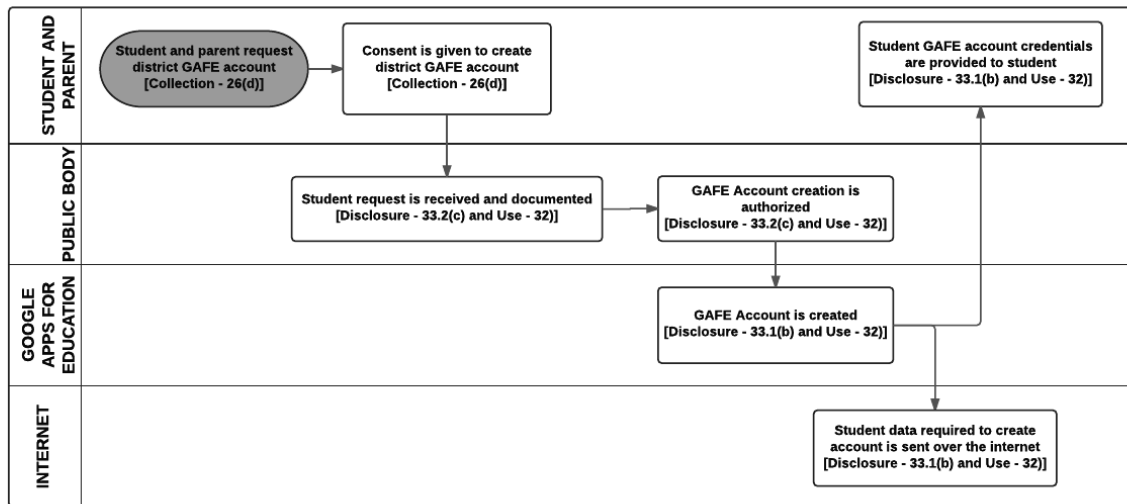 STUDENT AND
PARENT
Student and parent request
district GAFE account
[Collection - 26(d)]
Consent is given to create
district GAFE account
[Collection - 26(d)]
Student GAFE account credentials
are provided to student
[Disclosure - 33.1(b) and Use - 32)]
PUBLIC BODY
Student request is received and documented
[Disclosure - 33.2(c) and Use - 32)]
GAFE Account creation is
authorized
[Disclosure - 33.2(c) and Use - 32)]
GOOGLE
APPS FOR
EDUCATION
GAFE Account is created
[Disclosure - 33.1(b) and Use - 32)]
INTERNET
Student data required to create
account is sent over the internet
[Disclosure - 33.1(b) and Use - 32)]